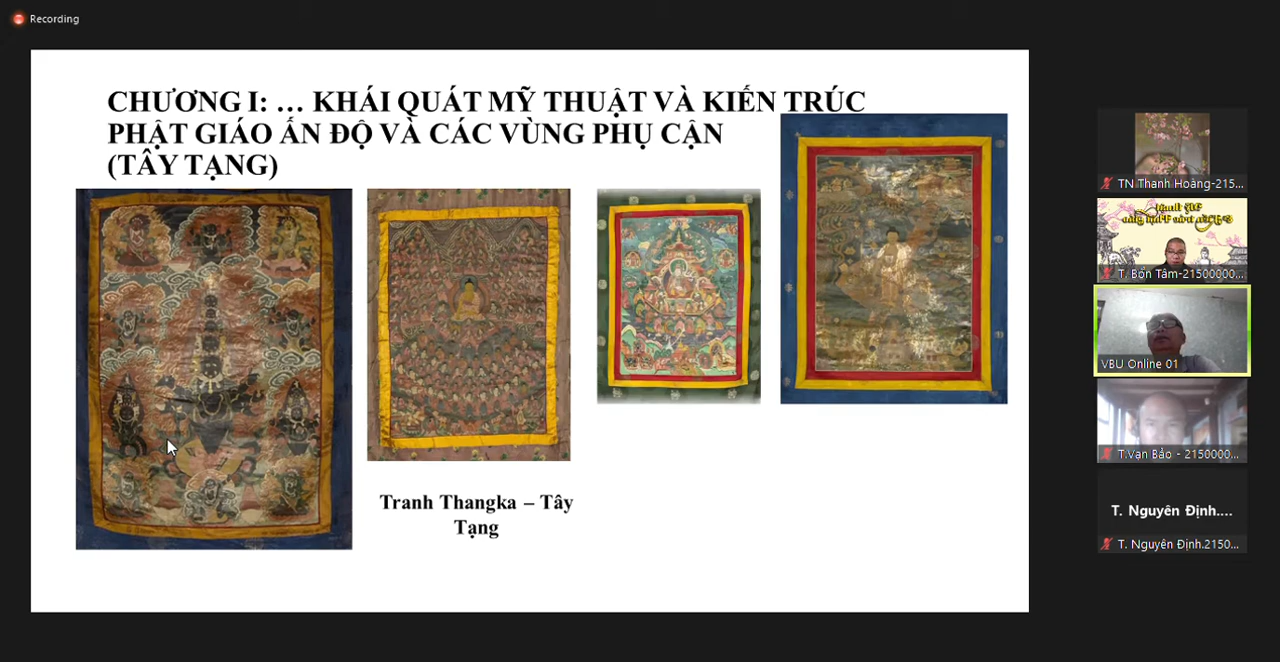 Recording
CHƯƠNG I: … KHÁI QUÁT MỸ THUẬT VÀ KIẾN TRÚC
PHẬT GIÁO ẤN ĐỘ VÀ CÁC VÙNG PHỤ CẬN
(TÂY TẠNG)
Tranh Thangka – Tây
Tạng
TN Thanh Hoàng-215...
T. Bổn Tâm-21500000...
VBU Online 01
T.Vạn Bảo - 2150000...
T. Nguyên Định....
T. Nguyên Định.2150...